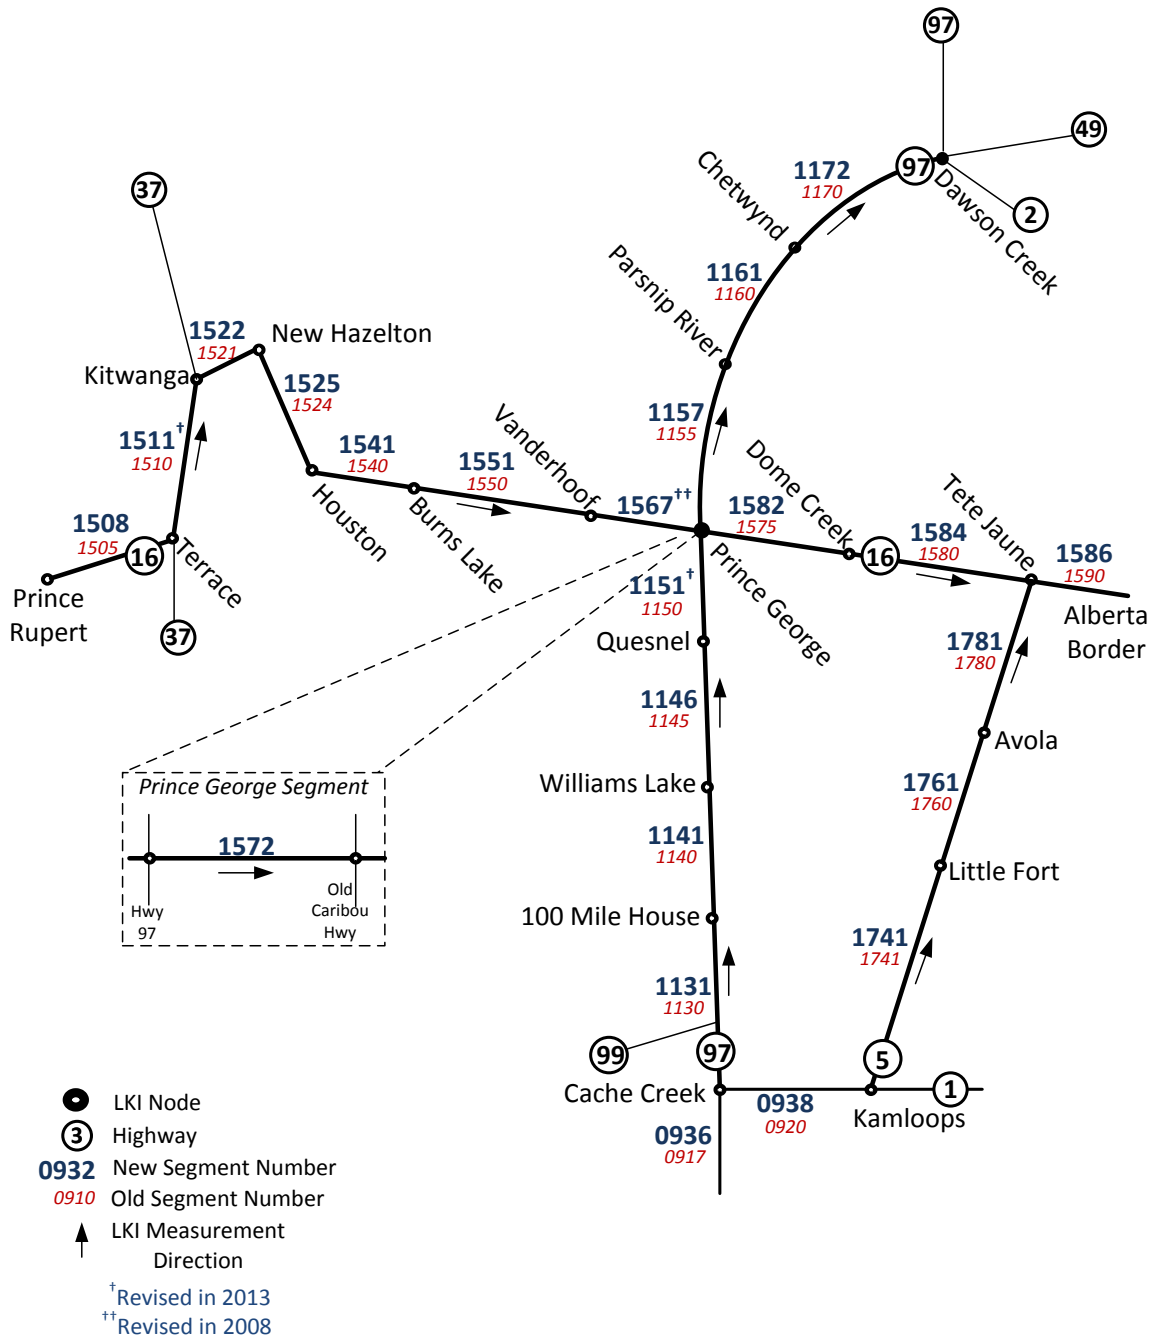 97
49
2
97
Dawson Creek
1172
1170
Chetwynd
37
1161
1160
Parsnip River
1522
1521
New Hazelton
Kitwanga
1525
1524
1157
1155
1511†
1510
Vanderhoof
1541
1540
1551
1550
Dome Creek
Tete Jaune
1567††
1582
1575
1584
1580
16
1586
1590
Houston
Burns Lake
1508
1505
16
Terrace
Prince
Rupert
37
Prince George
Alberta
Border
1151†
1150
Quesnel
1781
1780
1146
1145
Avola
Williams Lake
1761
1760
Prince George Segment
1572
Hwy
97
Old
Caribou
Hwy
1141
1140
Little Fort
100 Mile House
1741
1741
1131
1130
99
97
5
1
Cache Creek
0938
0920
Kamloops
0936
0917
LKI Node
3
Highway
0932
New Segment Number
0910
Old Segment Number
LKI Measurement
Direction
†Revised in 2013
††Revised in 2008